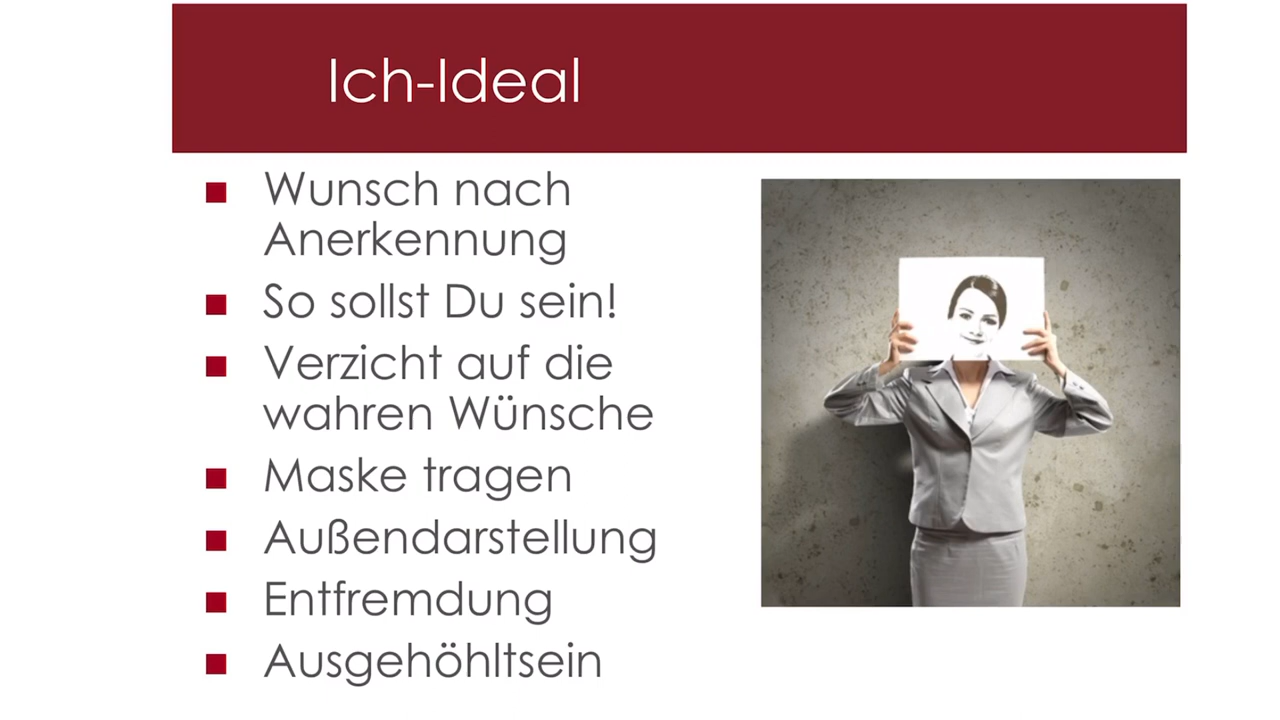 Ich-Ideal
Wunsch nach
Anerkennung
So sollst Du sein!
Verzicht auf die
wahren Wünsche
Maske tragen
Außendarstellung
Entfremdung
Ausgehöhltsein